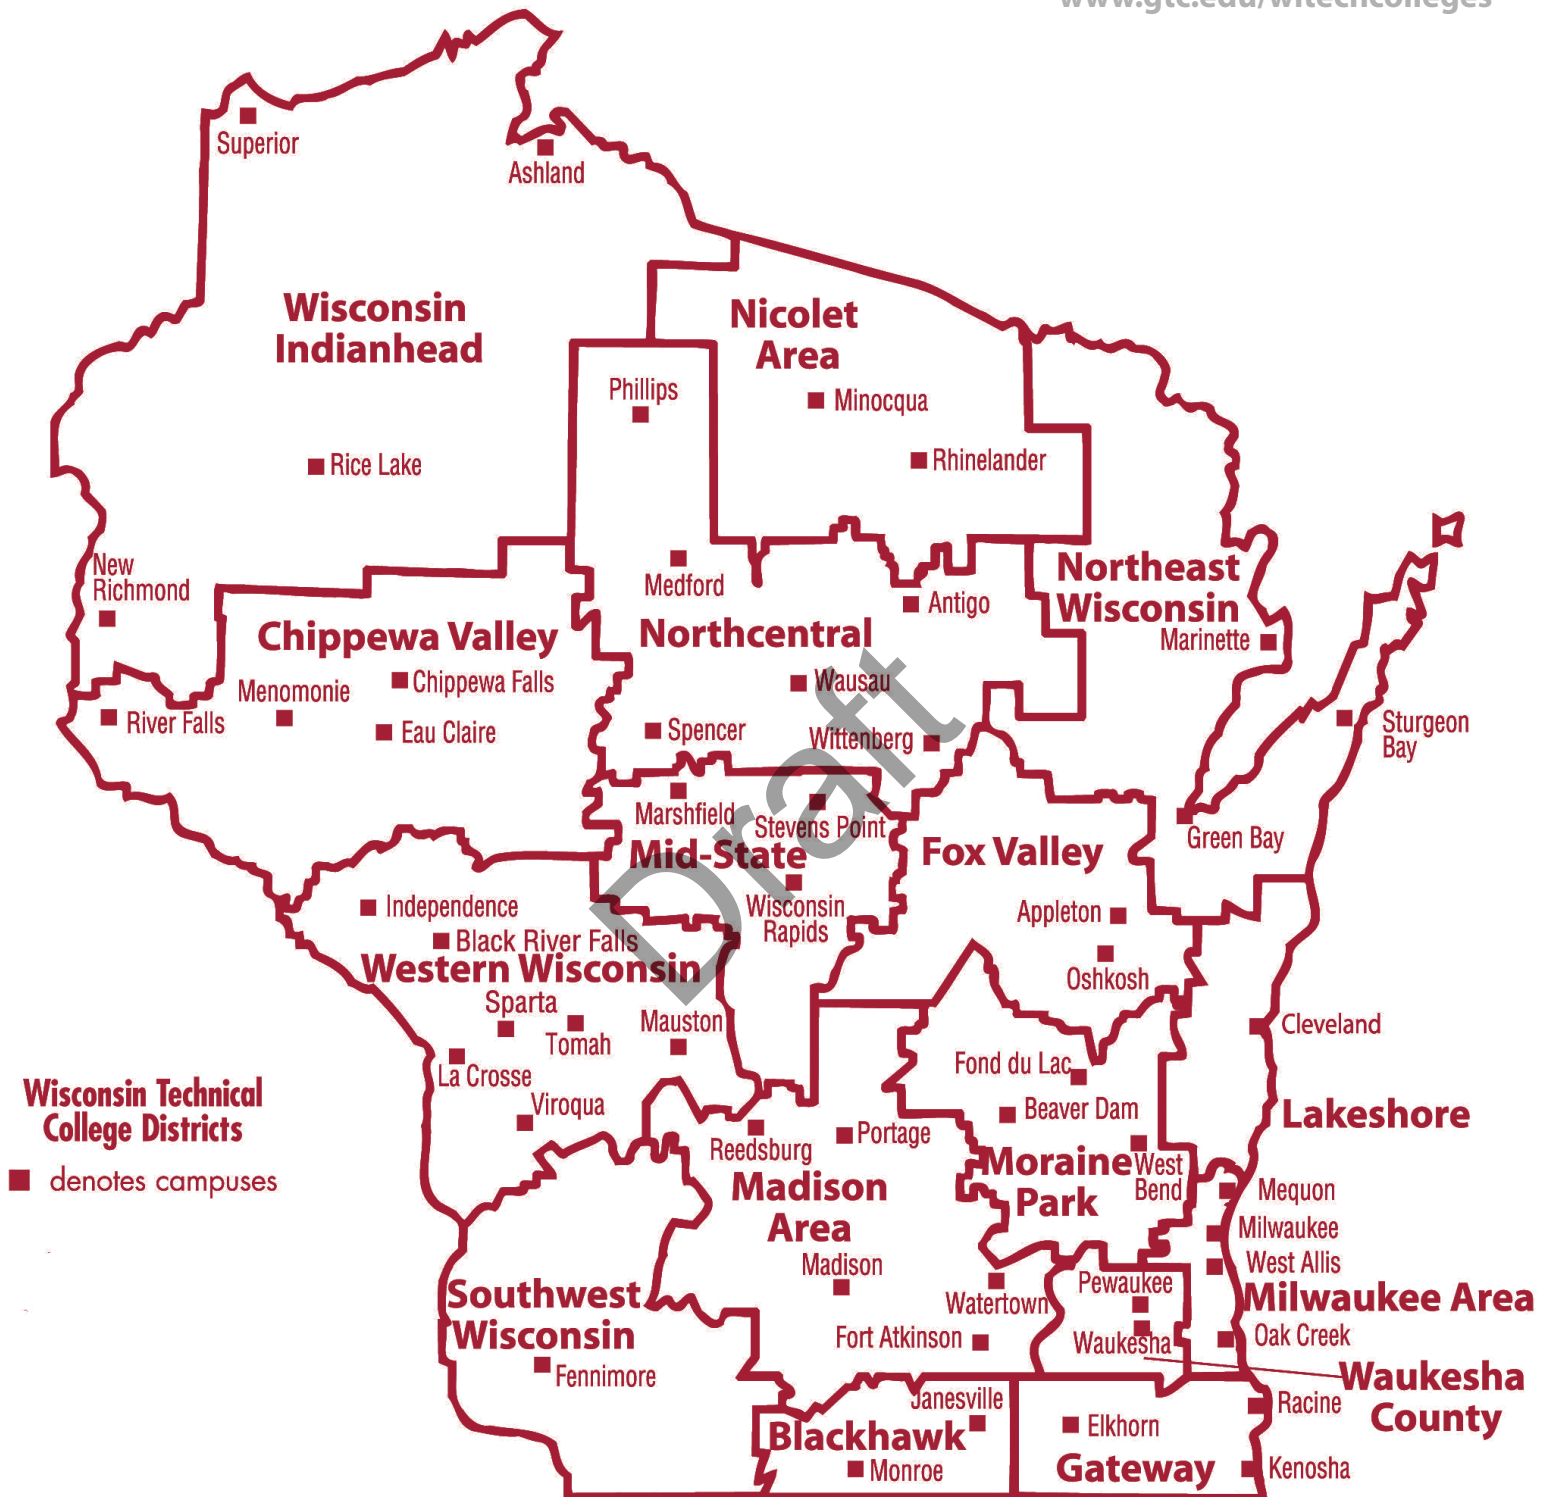 www.gtc.edu/witechcolleges
Superior
Ashland
Wisconsin
Indianhead
Nicolet
Area
Phillips
Minocqua
Rice Lake
Rhinelander
New
Richmond
Medford
Antigo
Northeast
Wisconsin
Chippewa Valley
Northcentral
Marinette
Chippewa Falls
Menomonie
Wausau
River Falls
Eau Claire
Spencer
Wittenberg
Sturgeon
Bay
Marshfield
Stevens Point
Green Bay
Mid-State
Fox Valley
Draft
Independence
Wisconsin
Rapids
Appleton
Black River Falls
Western Wisconsin
Oshkosh
Sparta
Tomah
Mauston
Cleveland
La Crosse
Fond du Lac
Wisconsin Technical
College Districts
denotes campuses
Viroqua
Beaver Dam
Lakeshore
Reedsburg
Portage
Moraine
Park
West
Bend
Madison
Area
Mequon
Milwaukee
West Allis
Madison
Pewaukee
Southwest
Wisconsin
Watertown
Milwaukee Area
Fort Atkinson
Waukesha
Oak Creek
Fennimore
Waukesha
County
Janesville
Racine
Blackhawk
Elkhorn
Monroe
Gateway
Kenosha